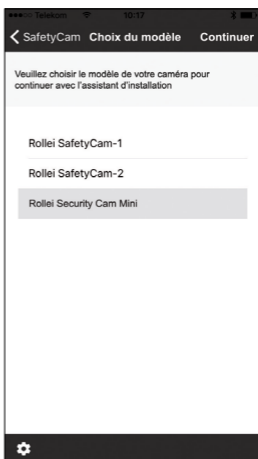 Telekom 10:17
SafetyCam Choix du modèle Continuer
Veuillez choisir le modèle de votre caméra pour
continuer avec l'assistant d'installation
Rollei SafetyCam-1
Rollei SafetyCam-2
Rollei Security Cam Mini